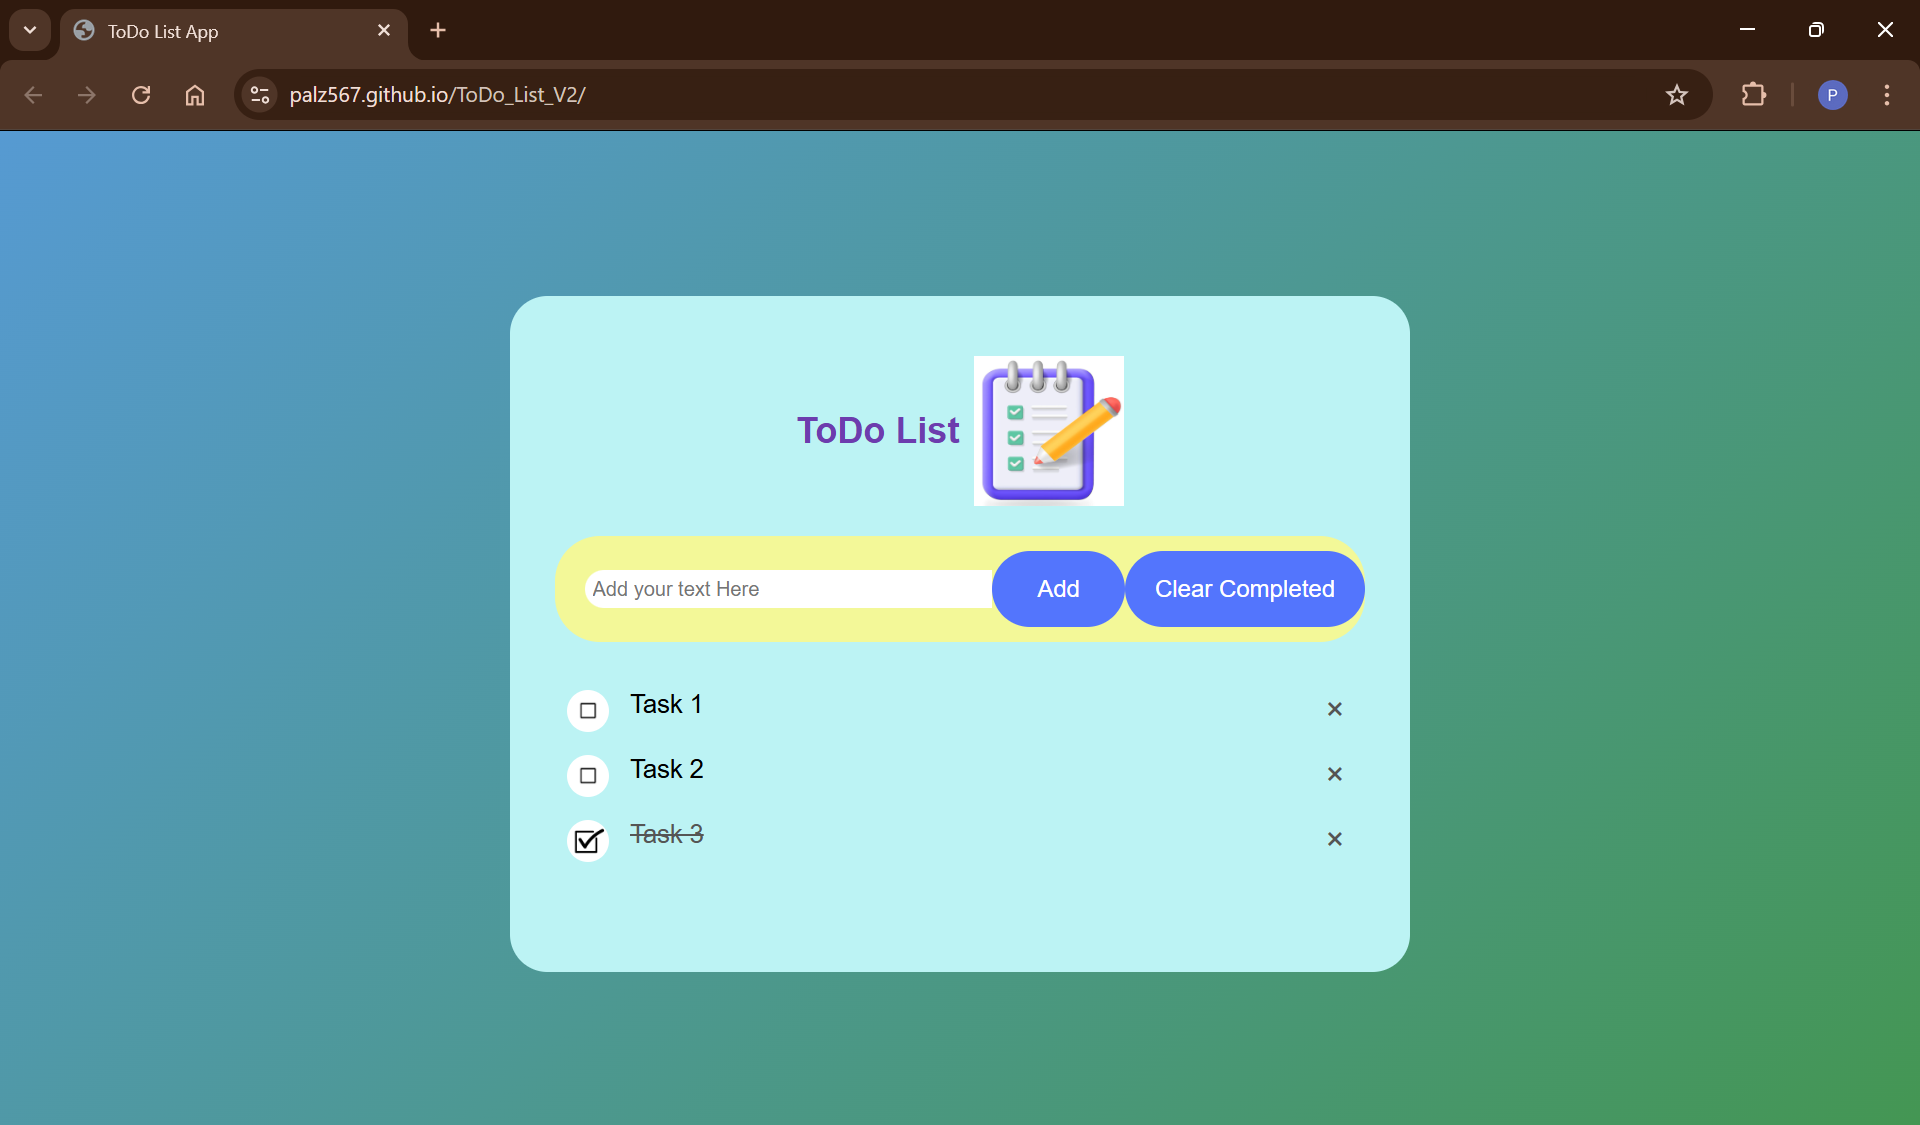 ToDo List App
palz567.github.io/ToDo_List_V2/
P
ToDo List
Add your text Here
Add
Clear Completed
Task 1
Task 2
Task 3